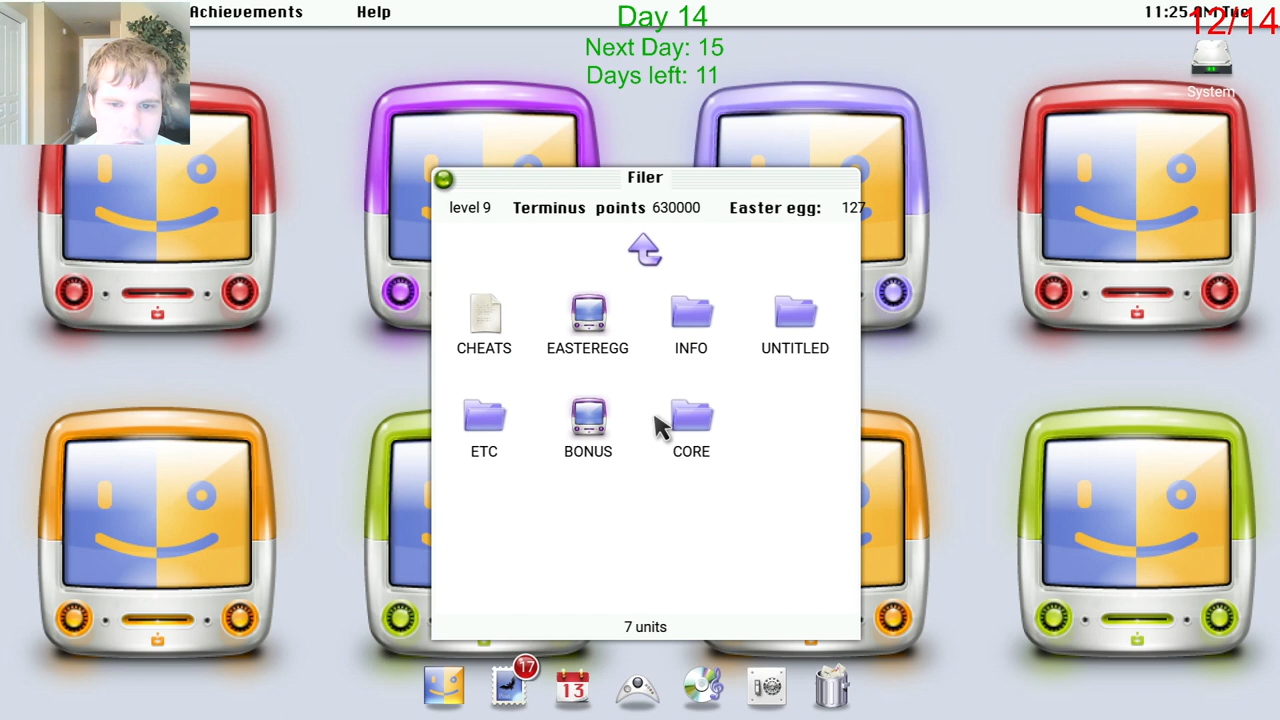 Achievements Help
Day 14
Next Day: 15
Days left: 11
11:25 AM Tue
12/14
System
Filer
level 9 Terminus points 630000 Easter egg: 127
CHEATS EASTEREGG INFO UNTITLED
ETC BONUS CORE
7 units
17
13